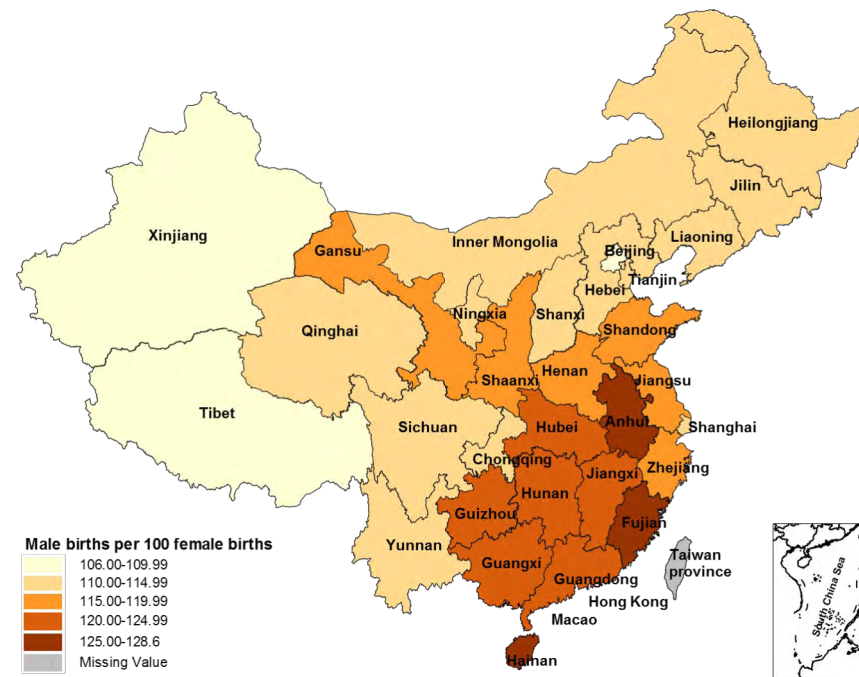 Heilongjiang
Jilin
Xinjiang
Gansu
Inner Mongolia
Liaoning
Beijing
Tianjin
Hebei
Ningxia
Shanxi
Qinghai
Shandong
Henan
Shaanxi
Jiangsu
Tibet
Sichuan
Hubei
Anhui
Shanghai
Chongqing
Zhejiang
Jiangxi
Hunan
Guizhou
Fujian
Yunnan
Guangxi
Guangdong
Taiwan
province
Hong Kong
Macao
Hainan
Male births per 100 female births
106.00-109.99
110.00-114.99
115.00-119.99
120.00-124.99
125.00-128.6
Missing Value
South China Sea